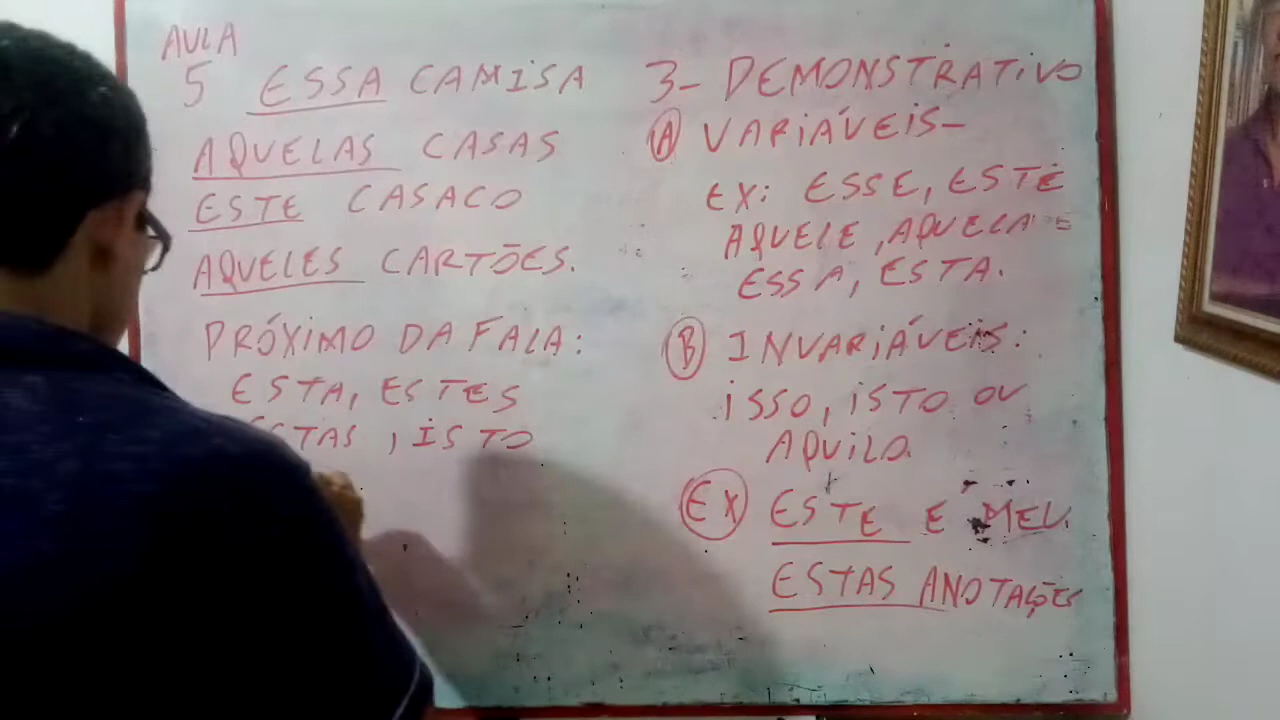 AULA
5 ESSA CAMISA
AQUELAS CASAS
ESTE CASACO
AQUELES CARTÕES.
PRÓXIMO DA FALA:
ESTA, ESTES
ESTAS, ISTO
3- DEMONSTRATIVO
A VARIÁVEIS-
EX: ESSE, ESTE
AQUELE, AQUELA
ESSA, ESTA.
B INVARIÁVEIS:
ISSO, ISTO OU
AQUILO.
EX ESTE E MEU.
ESTAS ANOTAÇÕES